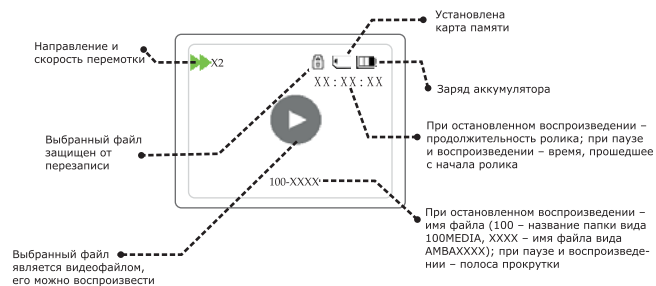 Установлена
карта памяти
Направление и
скорость перемотки
X2
XX:XX:XX
Заряд аккумулятора
Выбранный файл
защищен от
перезаписи
При остановленном воспроизведении –
продолжительность ролика; при паузе
и воспроизведении – время, прошедшее
с начала ролика
100-XXXX
При остановленном воспроизведении –
имя файла (100 – название папки вида
100MEDIA, XXXX – имя файла вида
AMBAXXXX); при паузе и воспроизведе-
нии – полоса прокрутки
Выбранный файл
является видеофайлом,
его можно воспроизвести